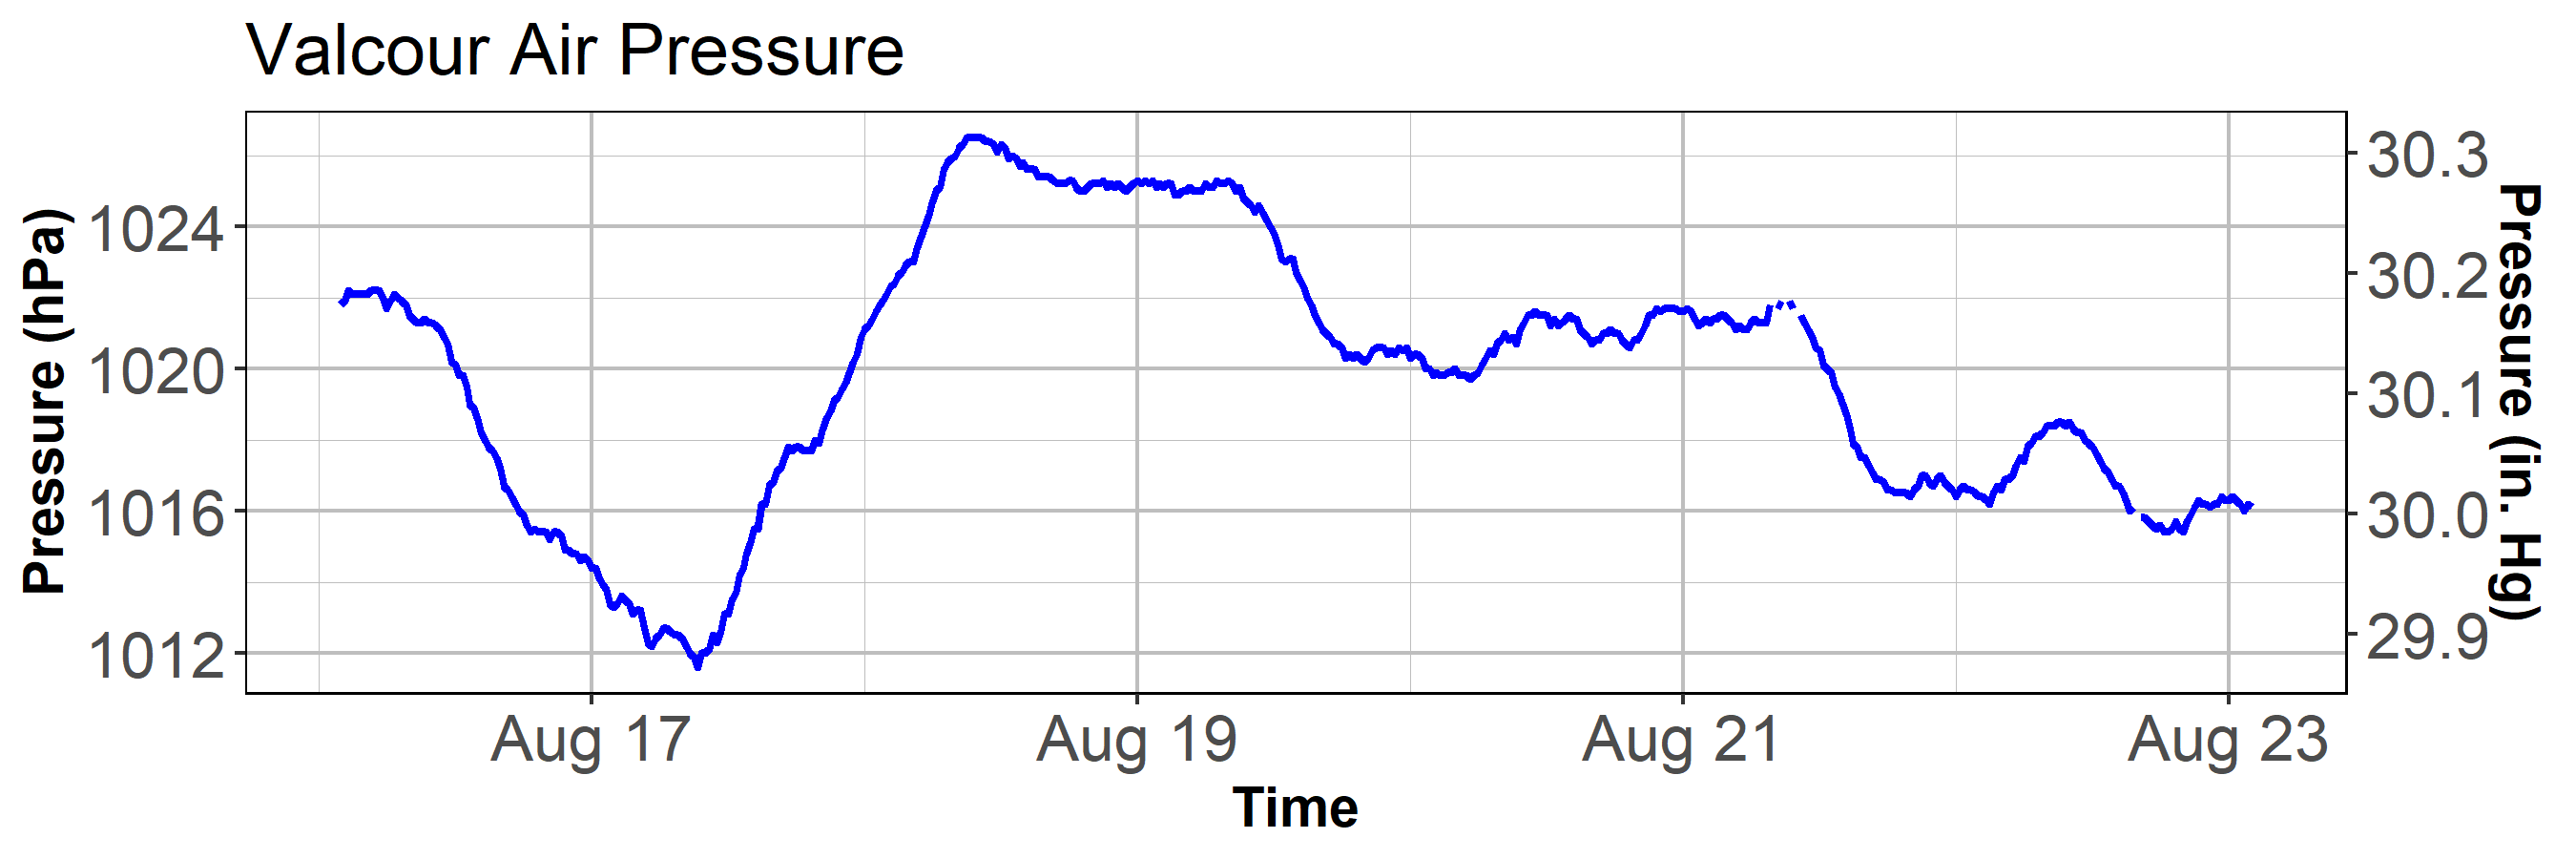 Valcour Air Pressure
Pressure (hPa)
1024
1020
1016
1012
30.3
30.2
30.1
30.0
29.9
Pressure (in. Hg)
Aug 17
Aug 19
Aug 21
Aug 23
Time